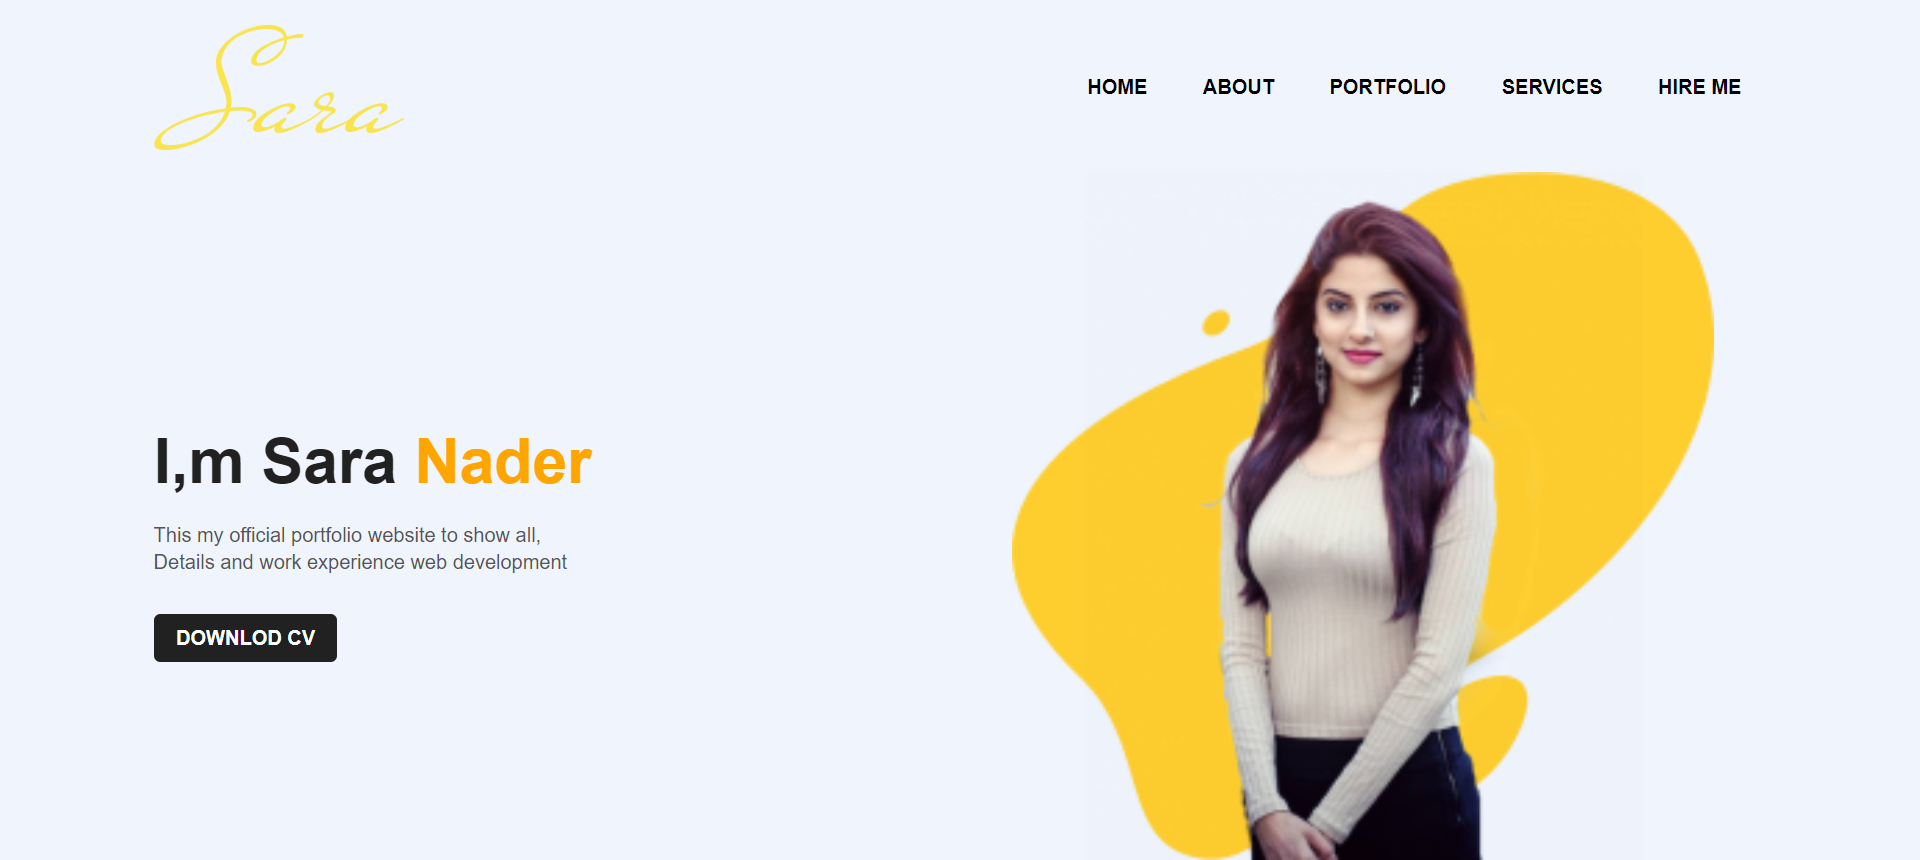 Sara
HOME ABOUT PORTFOLIO SERVICES HIRE ME
I,m Sara Nader
This my official portfolio website to show all,
Details and work experience web development
DOWNLOD CV